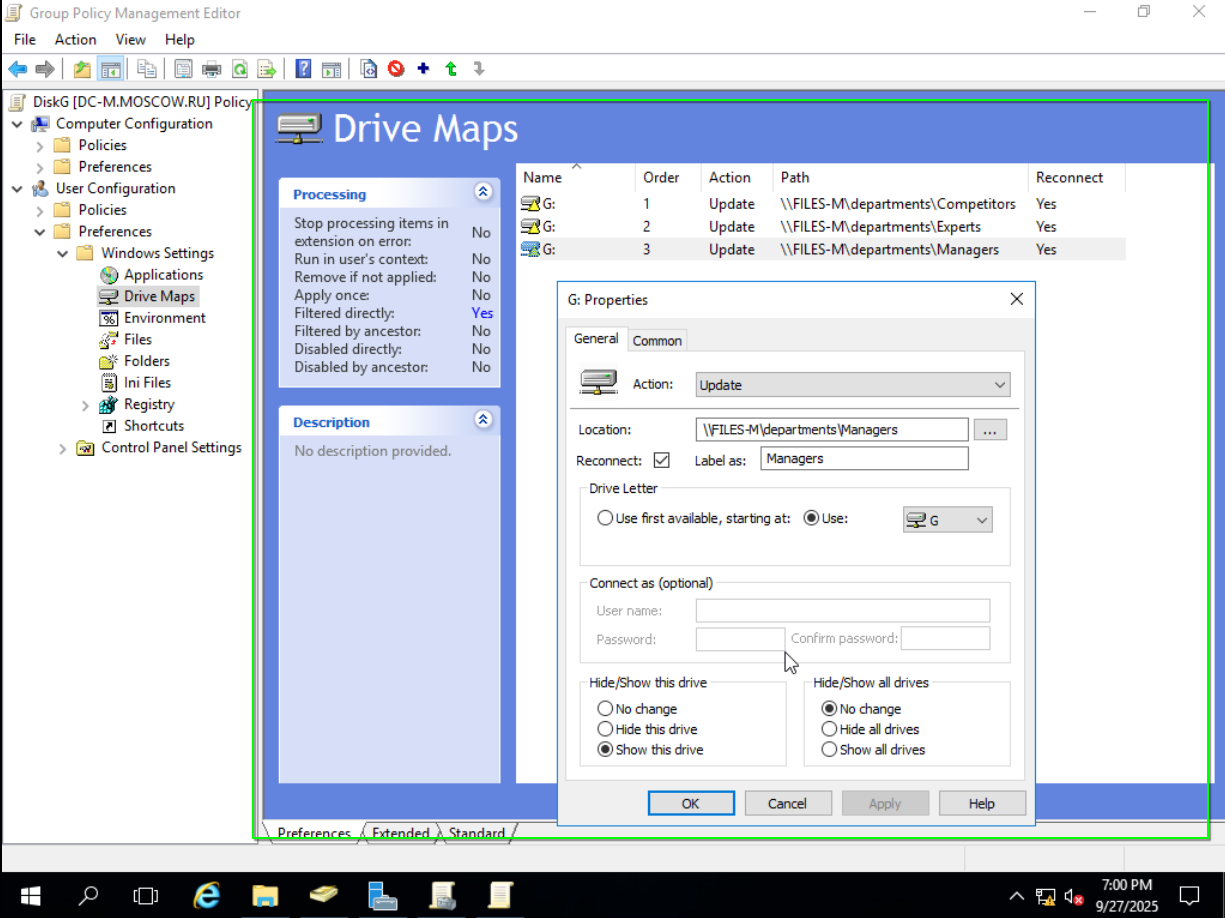 Group Policy Management Editor
File Action View Help
DiskG [DC-M.MOSCOW.RU] Policy
Computer Configuration
Policies
Preferences
User Configuration
Policies
Preferences
Windows Settings
Applications
Drive Maps
Environment
Files
Folders
Ini Files
Registry
Shortcuts
Control Panel Settings
Drive Maps
Processing
Stop processing items in extension on error: No
Run in user's context: No
Remove if not applied: No
Apply once: No
Filtered directly: Yes
Filtered by ancestor: No
Disabled directly: No
Disabled by ancestor: No
Description
No description provided.
Name Order Action Path Reconnect
G: 1 Update \\FILES-M\departments\Competitors Yes
G: 2 Update \\FILES-M\departments\Experts Yes
G: 3 Update \\FILES-M\departments\Managers Yes
G: Properties
General Common
Action: Update
Location: \\FILES-M\departments\Managers ...
Reconnect: Label as: Managers
Drive Letter
Use first available, starting at: Use: G
Connect as (optional)
User name:
Password: Confirm password:
Hide/Show this drive
No change
Hide this drive
Show this drive
Hide/Show all drives
No change
Hide all drives
Show all drives
OK Cancel Apply Help
Preferences Extended Standard
7:00 PM
9/27/2025